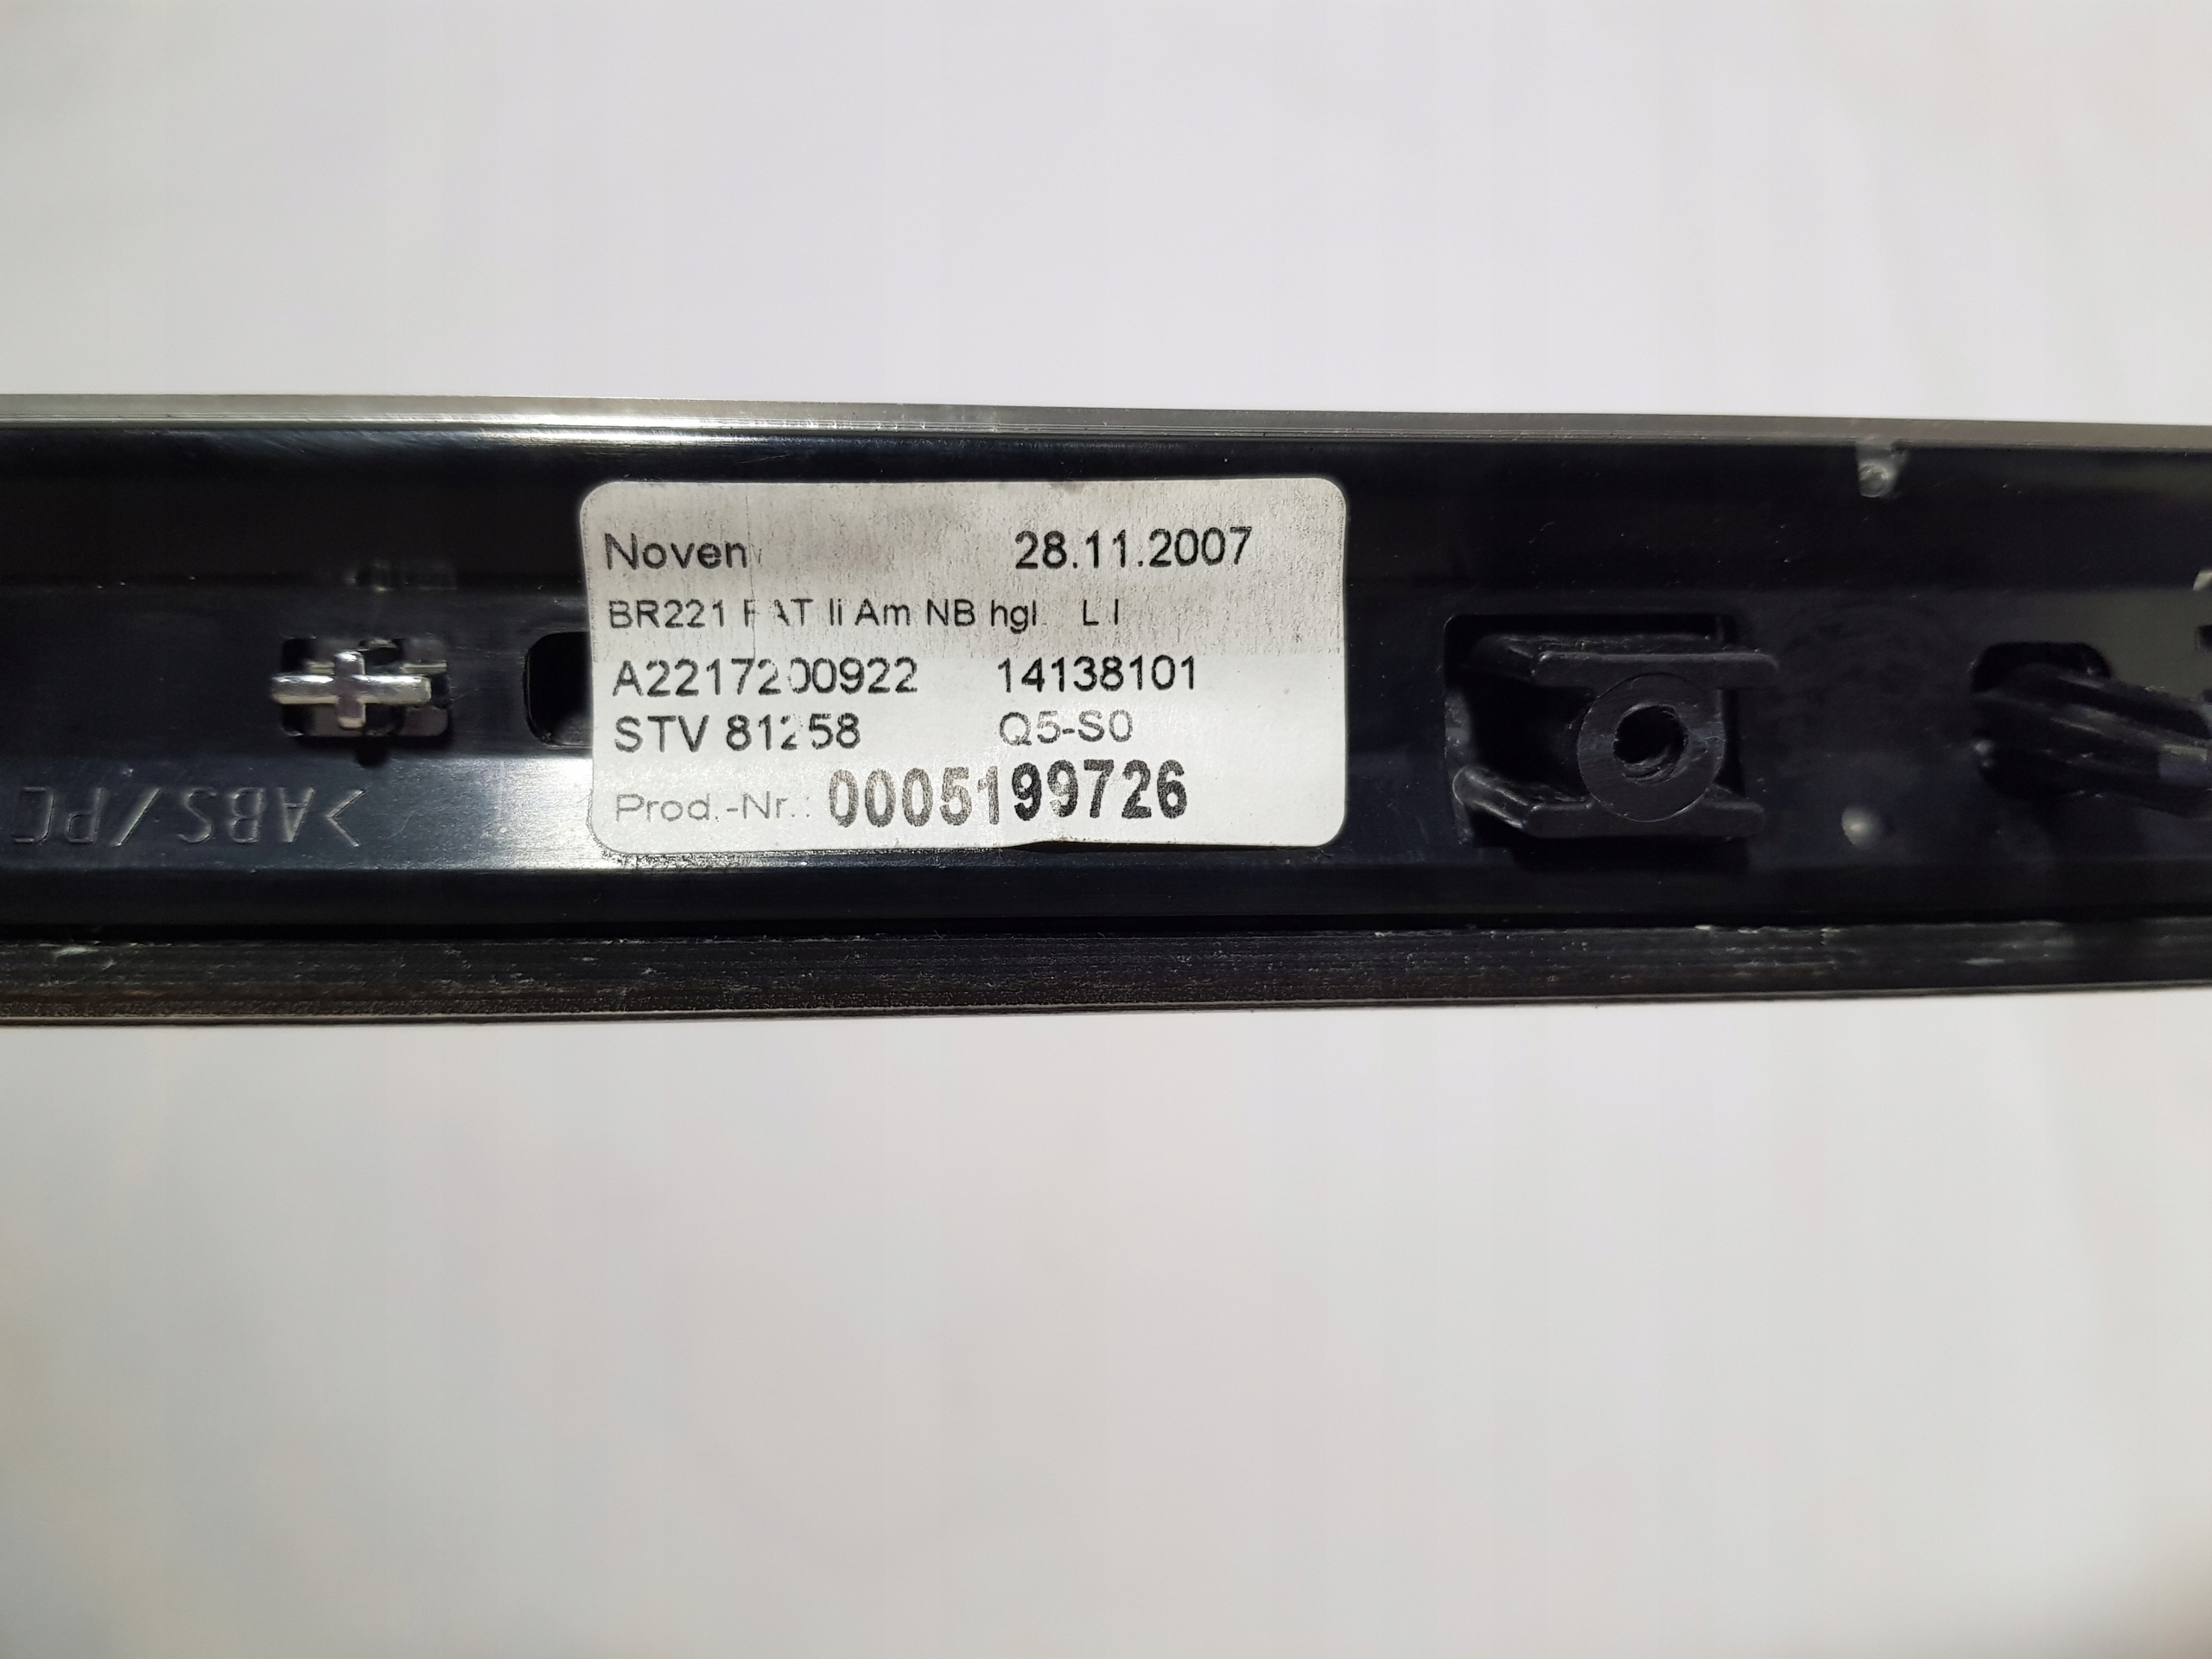 Noven 28.11.2007
BR221 FAT li Am NB hgl. L I
A2217200922 14138101
STV 81258 Q5-S0
Prod.-Nr.: 0005199726
>ABS/PC